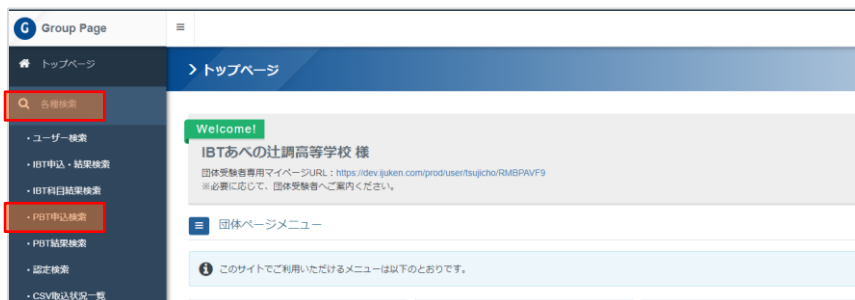 G Group Page
トップページ
各種検索
・ユーザー検索
・IBT申込・結果検索
・IBT科目結果検索
・PBT申込検索
・PBT結果検索
・認定検索
・CSV取込状況一覧
トップページ
Welcome!
IBTあべの辻調高等学校 様
団体受験者専用マイページURL：https://dev.ijuken.com/prod/user/tsujicho/RMBPAVF9
※必要に応じて、団体受験者へご案内ください。
団体ページメニュー
このサイトでご利用いただけるメニューは以下のとおりです。